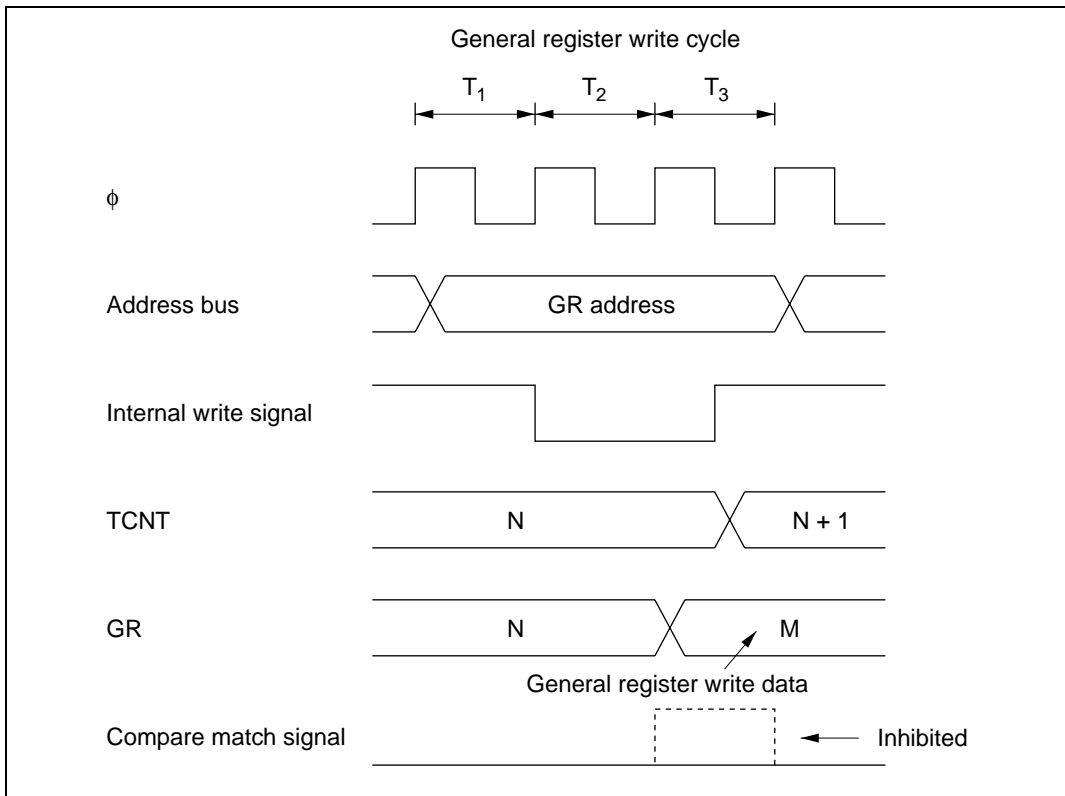 General register write cycle
T1 T2 T3
φ
Address bus
GR address
Internal write signal
TCNT
N
N + 1
GR
N
M
General register write data
Compare match signal
Inhibited